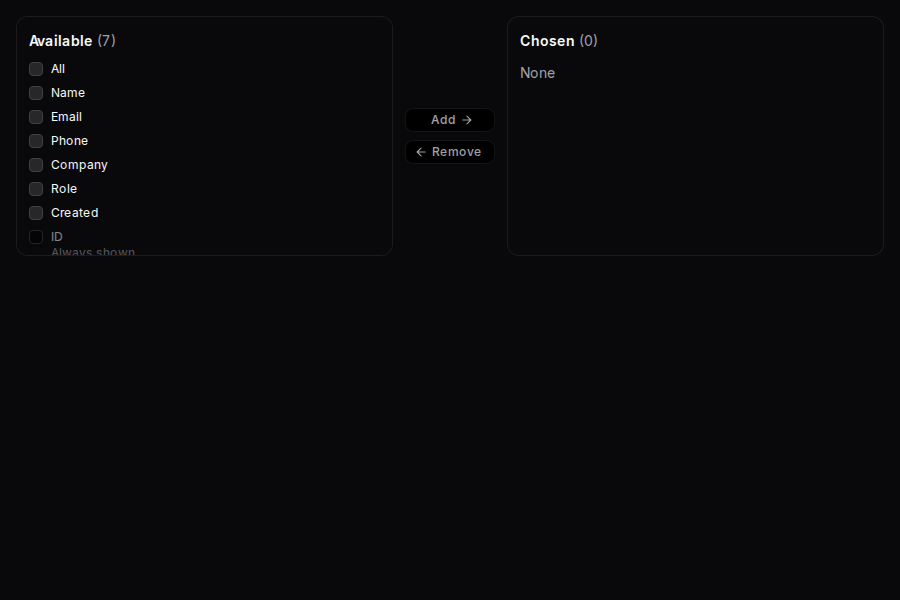 Available (7)
All
Name
Email
Phone
Company
Role
Created
ID
Always shown
Add →
← Remove
Chosen (0)
None